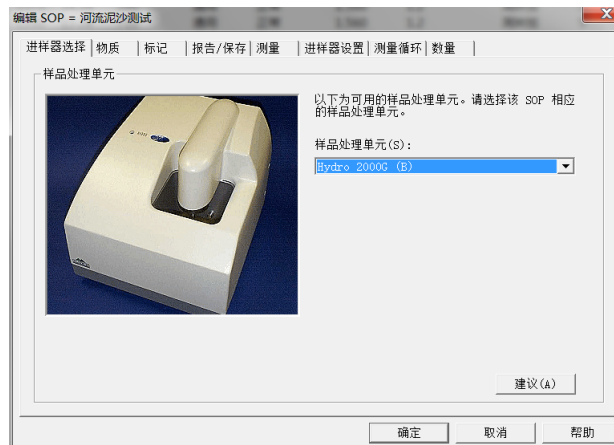 编辑 SOP = 河流泥沙测试
进样器选择 物质 标记 报告/保存 测量 进样器设置 测量循环 数量
样品处理单元
以下为可用的样品处理单元。请选择该 SOP 相应
的样品处理单元。
样品处理单元(S):
Hydro 2000G (B)
建议(A)
确定 取消 帮助